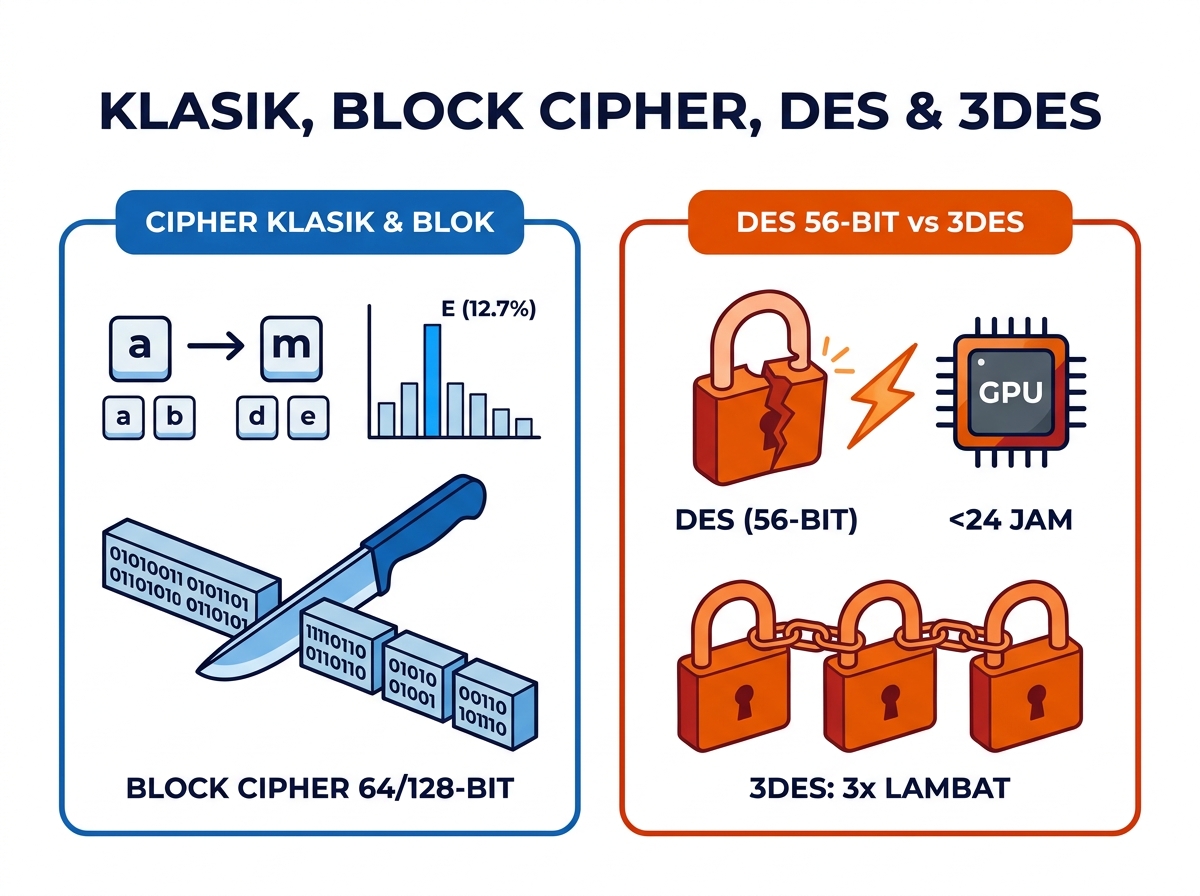 KLASIK, BLOCK CIPHER, DES & 3DES
CIPHER KLASIK & BLOK
a → m
a b d e
E (12.7%)
01010011 0101101
01101010 0110101
11110110
0110110
01010
01001
00110
10110
BLOCK CIPHER 64/128-BIT
DES 56-BIT vs 3DES
GPU
DES (56-BIT)
<24 JAM
3DES: 3x LAMBAT